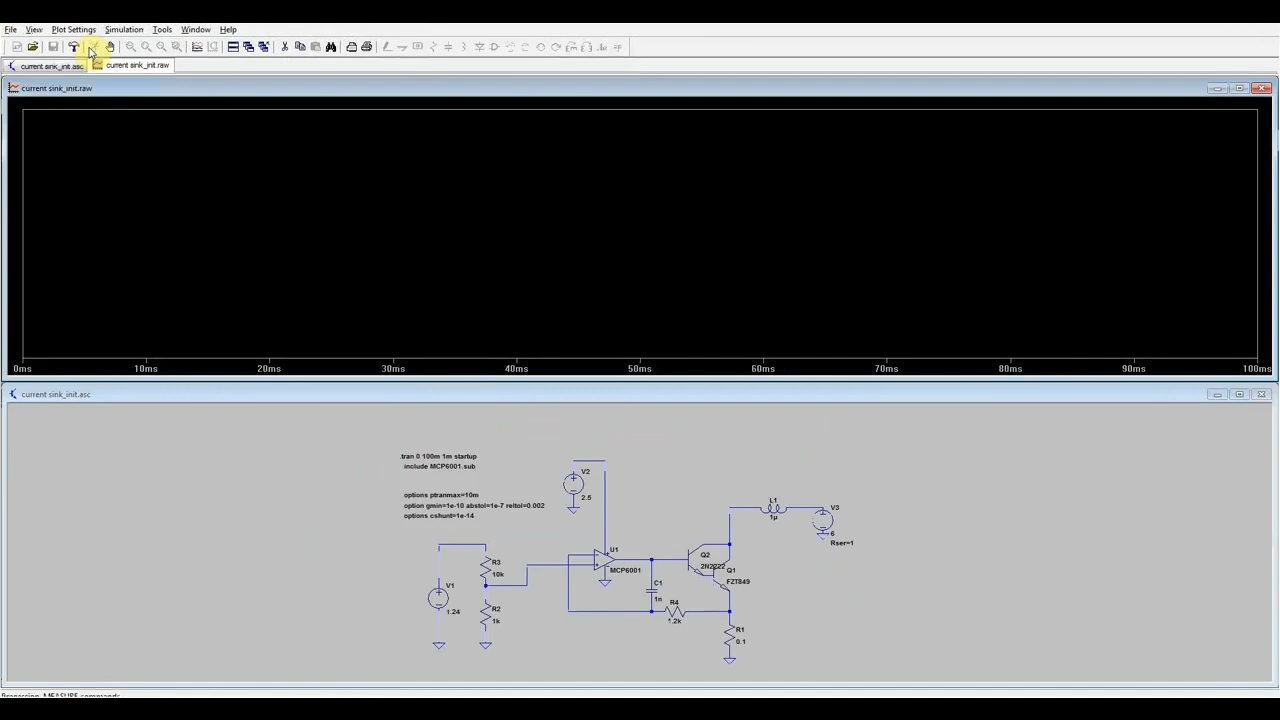 File View Plot Settings Simulation Tools Window Help
current sink_init.asc current sink_init.raw
current sink_init.raw
0ms 10ms 20ms 30ms 40ms 50ms 60ms 70ms 80ms 90ms 100ms
current sink_init.asc
.tran 0 100m 1m startup
include MCP6001.sub
options ptranmax=10m
option gmin=1e-10 abstol=1e-7 reltol=0.002
options cshunt=1e-14
V2
2.5
L1
1µ
V3
6
Rser=1
U1
MCP6001
Q2
2N2222
Q1
FZT849
R3
10k
V1
1.24
R2
1k
C1
1n
R4
1.2k
R1
0.1